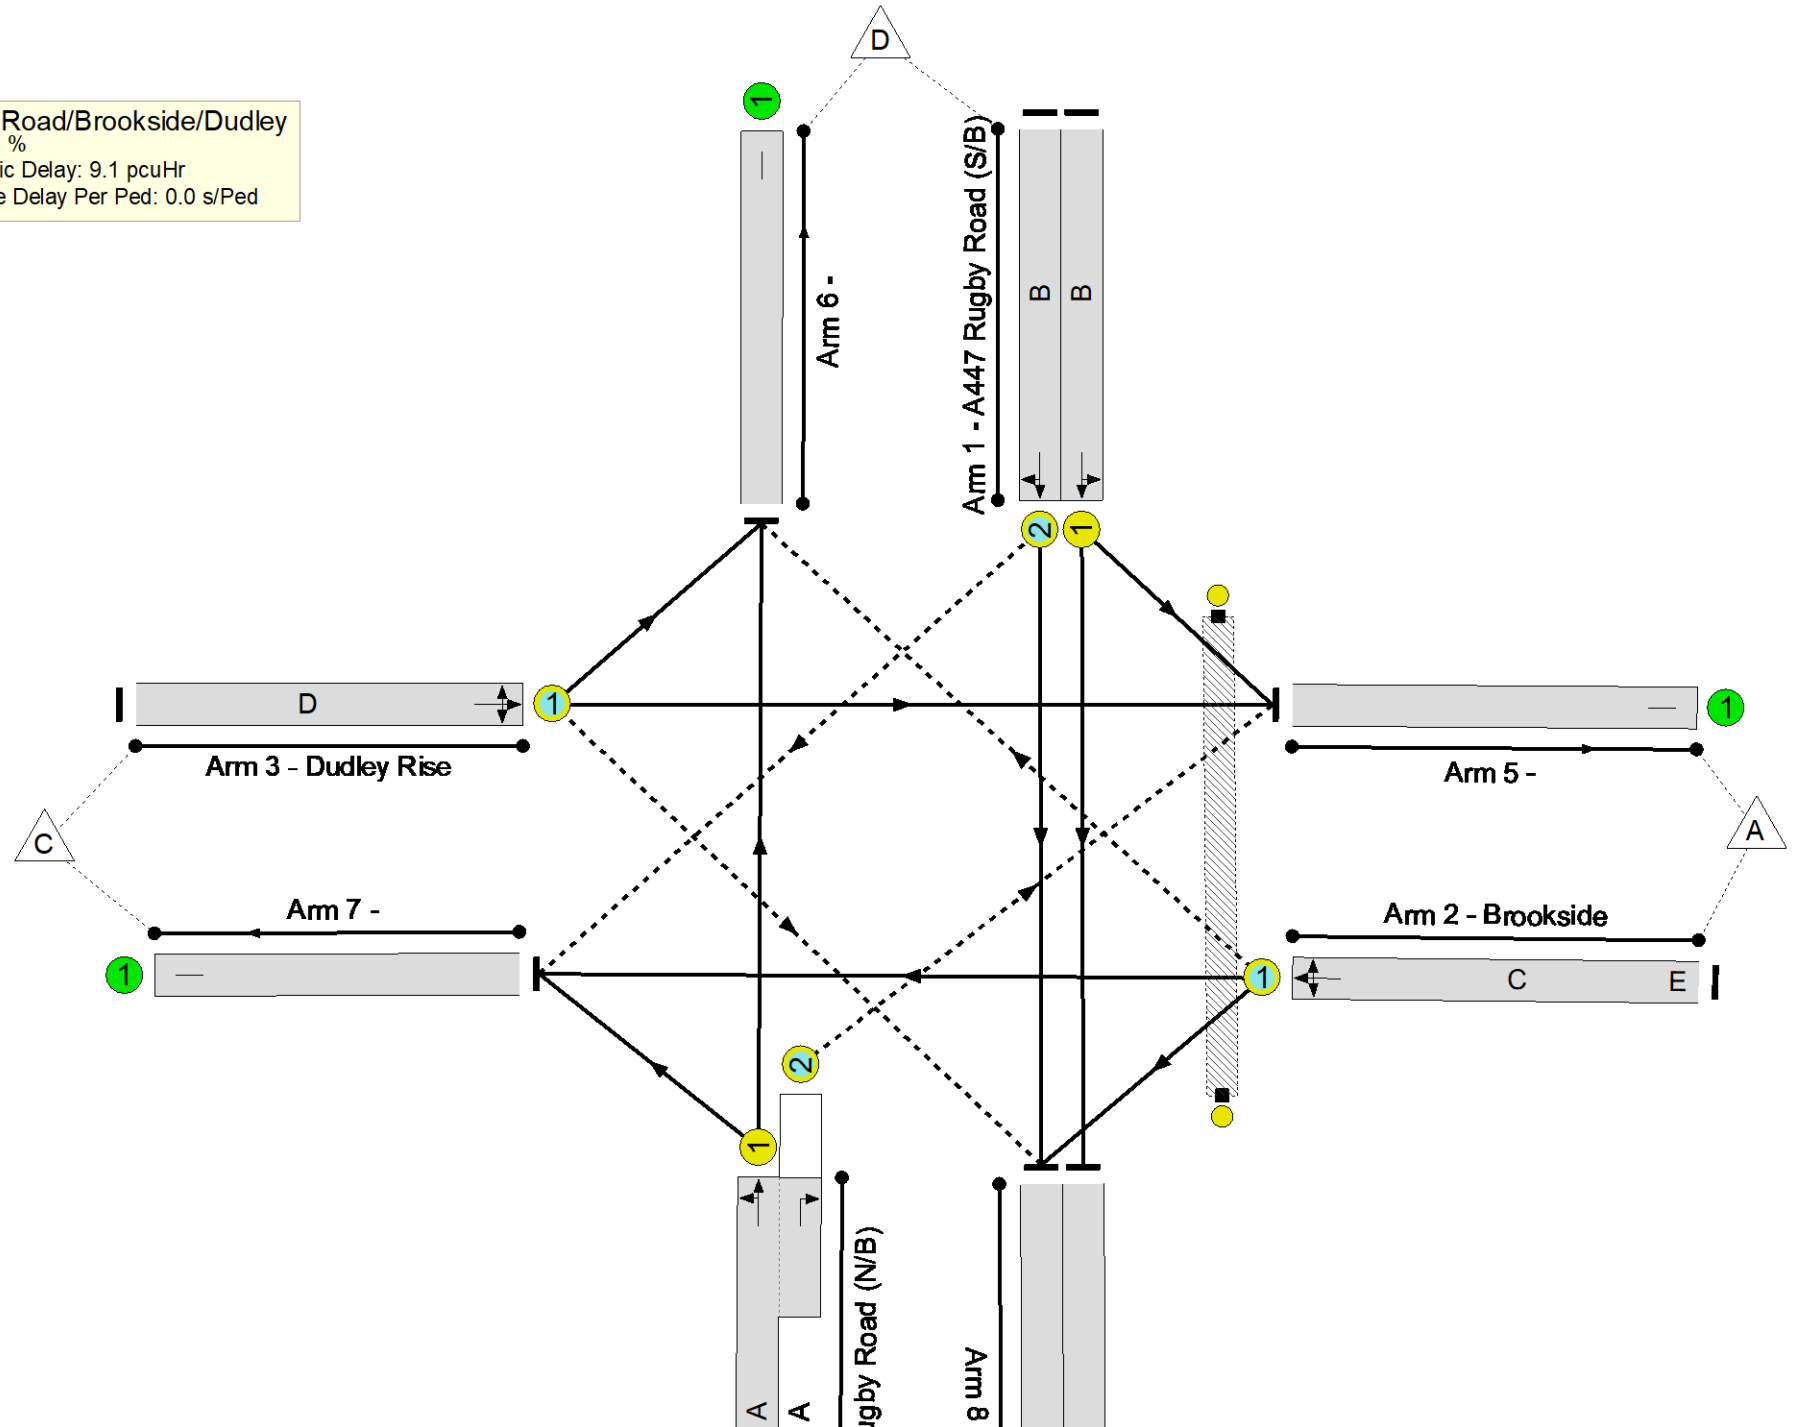 D
Road/Brookside/Dudley
%
ic Delay: 9.1 pcuHr
e Delay Per Ped: 0.0 s/Ped
1
Arm 6 -
Arm 1 - A447 Rugby Road (S/B)
B
B
2
1
D
1
Arm 3 - Dudley Rise
1
Arm 5 -
C
A
Arm 7 -
Arm 2 - Brookside
1
1
C
E
2
1
ugby Road (N/B)
Arm 8
A
A